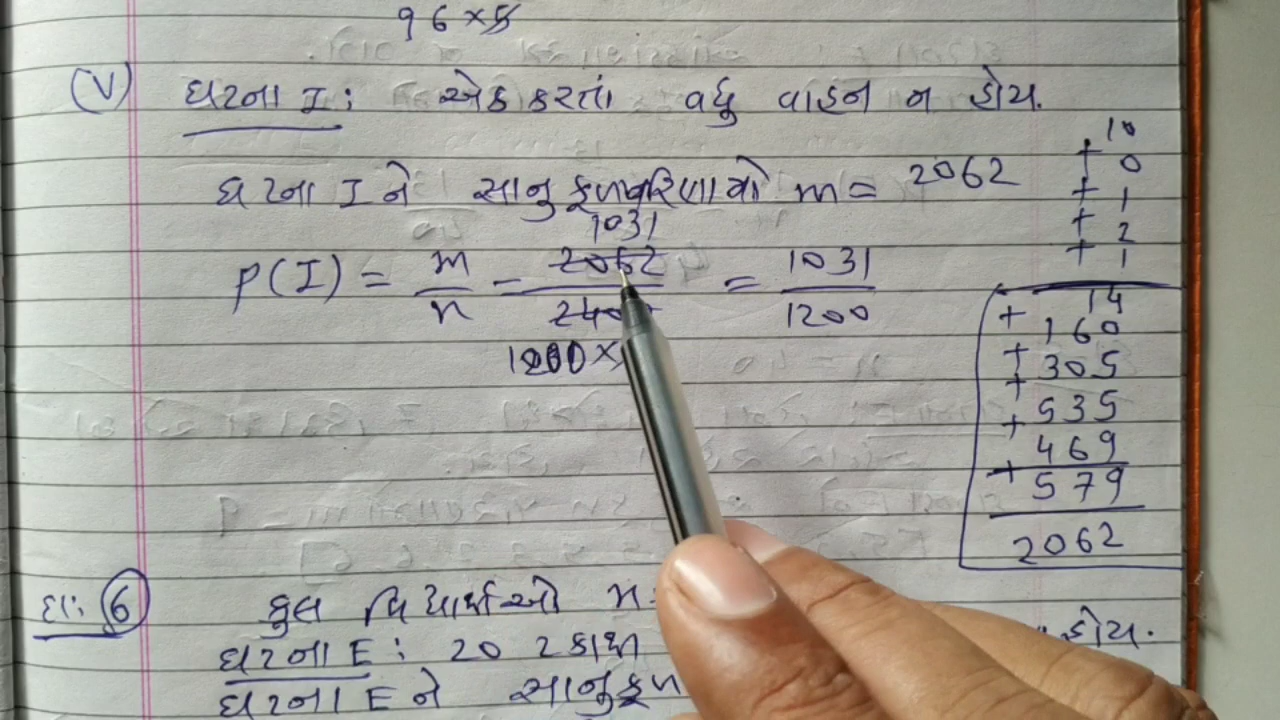 96×5
(V) ઘટના I: એક કરતાં વધુ વાહન ન હોય.
ઘટના I ને સાનુકૂળ પરિણામો m = 2062
1031
P(I) = m/n = 2062/2400 = 1031/1200
1200×
10
+ 0
+ 1
+ 2
+ 1
14
+ 160
+ 305
+ 535
+ 469
+ 579
2062
દા: 6 કુલ વિદ્યાર્થીઓ n
ઘટના E: 20 ટકાથી હોય.
ઘટના E ને સાનુકૂળ